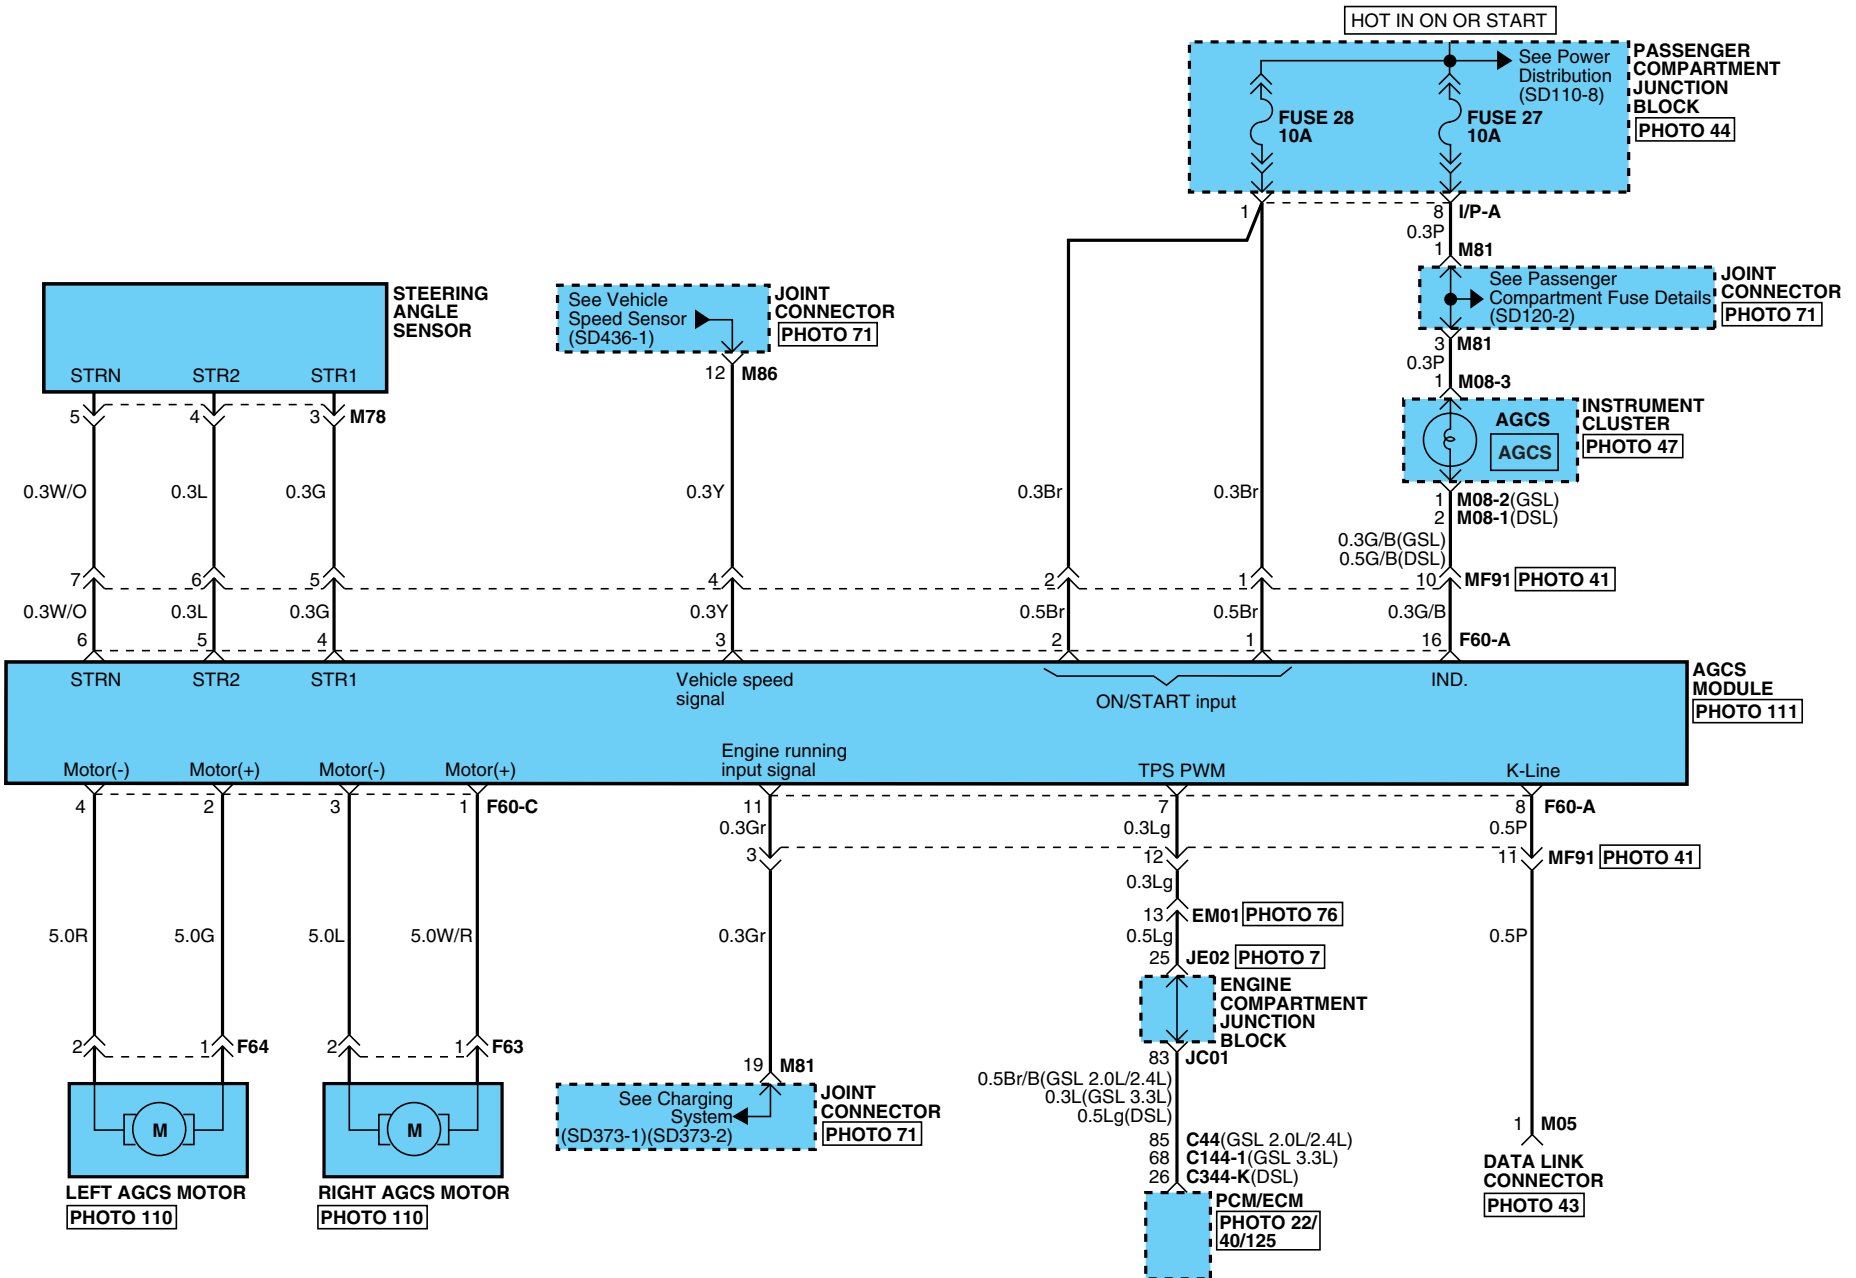 HOT IN ON OR START
See Power
Distribution
(SD110-8)
FUSE 28
10A
FUSE 27
10A
PASSENGER
COMPARTMENT
JUNCTION
BLOCK
PHOTO 44
1
8
I/P-A
0.3P
1
M81
See Passenger
Compartment Fuse Details
(SD120-2)
JOINT
CONNECTOR
PHOTO 71
3
M81
0.3P
1
M08-3
AGCS
AGCS
INSTRUMENT
CLUSTER
PHOTO 47
1
M08-2(GSL)
2
M08-1(DSL)
0.3G/B(GSL)
0.5G/B(DSL)
STEERING
ANGLE
SENSOR
STRN
STR2
STR1
5
4
3
M78
See Vehicle
Speed Sensor
(SD436-1)
JOINT
CONNECTOR
PHOTO 71
12
M86
0.3W/O
0.3L
0.3G
0.3Y
0.3Br
0.3Br
7
6
5
4
2
1
10
MF91
PHOTO 41
0.3W/O
0.3L
0.3G
0.3Y
0.5Br
0.5Br
0.3G/B
6
5
4
3
2
1
16
F60-A
STRN
STR2
STR1
Vehicle speed
signal
ON/START input
IND.
AGCS
MODULE
PHOTO 111
Motor(-)
Motor(+)
Motor(-)
Motor(+)
Engine running
input signal
TPS PWM
K-Line
4
2
3
1
F60-C
11
7
8
F60-A
0.3Gr
0.3Lg
0.5P
3
12
11
MF91
PHOTO 41
0.3Lg
13
EM01
PHOTO 76
5.0R
5.0G
5.0L
5.0W/R
0.3Gr
0.5Lg
0.5P
25
JE02
PHOTO 7
ENGINE
COMPARTMENT
JUNCTION
BLOCK
2
1
F64
2
1
F63
83
JC01
19
M81
0.5Br/B(GSL 2.0L/2.4L)
0.3L(GSL 3.3L)
0.5Lg(DSL)
M
M
See Charging
System
(SD373-1)(SD373-2)
JOINT
CONNECTOR
PHOTO 71
1
M05
85
C44(GSL 2.0L/2.4L)
68
C144-1(GSL 3.3L)
26
C344-K(DSL)
DATA LINK
CONNECTOR
PHOTO 43
LEFT AGCS MOTOR
PHOTO 110
RIGHT AGCS MOTOR
PHOTO 110
PCM/ECM
PHOTO 22/
40/125